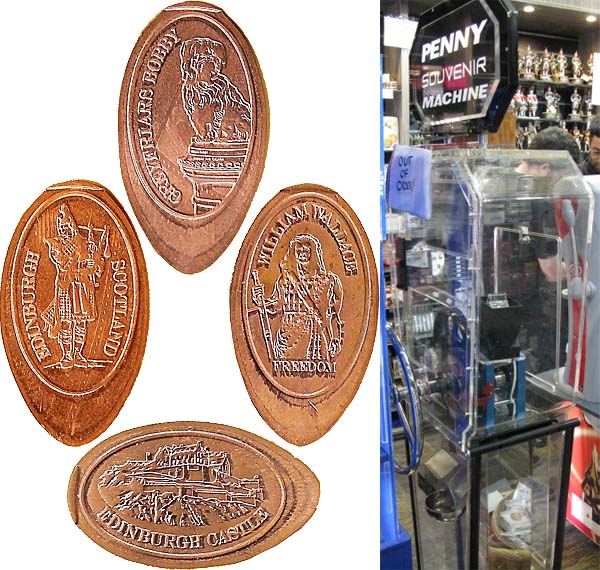 GREYFRIARS BOBBY
EDINBURGH
SCOTLAND
WILLIAM WALLACE
FREEDOM
EDINBURGH CASTLE
PENNY
SOUVENIR
MACHINE
OUT
OF
ORDER